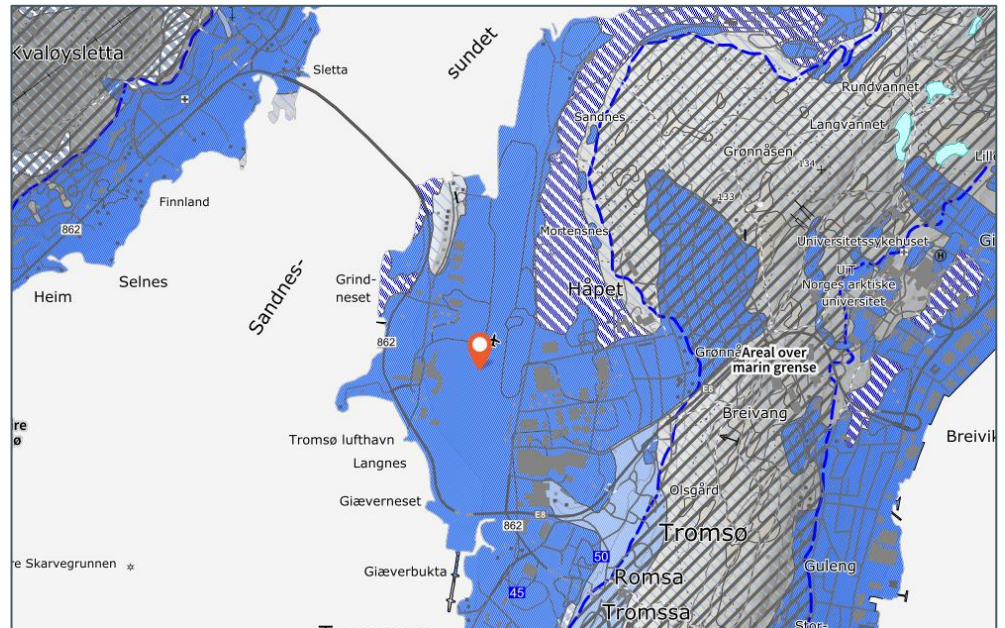 Kvaløysletta
Sletta
sundet
Rundvannet
Langvannet
Sandnes
Grønnåsen
134
133
Finnland
862
Mortensnes
Universitetssykehuset
H
UiT
Norges arktiske
universitet
Selnes
Heim
Sandnes-
Grind-
neset
Håpet
862
Areal over
marin grense
E8
Breivang
Tromsø lufthavn
Langnes
Giæverneset
Olsgård
E8
862
Tromsø
50
Romsa
Tromssa
45
Giæverbukta
Guleng
Skarvegrunnen
Stor-